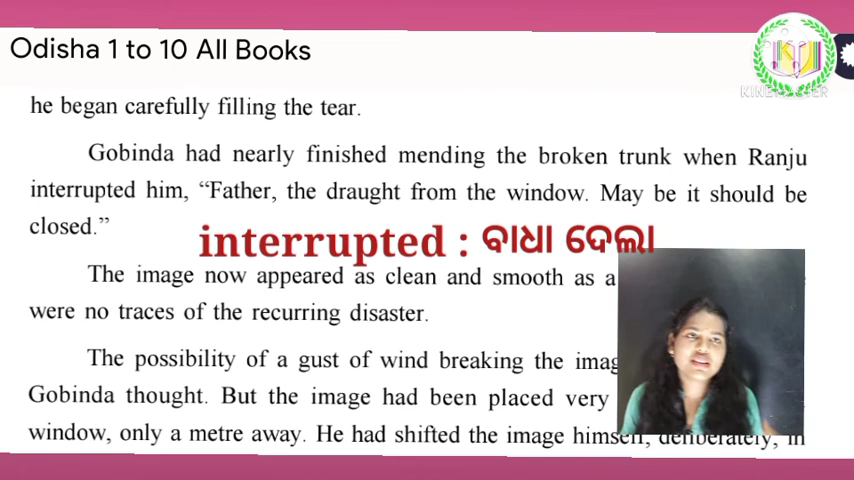 Odisha 1 to 10 All Books
KINEMASTER
he began carefully filling the tear.
Gobinda had nearly finished mending the broken trunk when Ranju
interrupted him, “Father, the draught from the window. May be it should be
closed.”
interrupted : ବାଧା ଦେଲା
The image now appeared as clean and smooth as a
were no traces of the recurring disaster.
The possibility of a gust of wind breaking the
Gobinda thought. But the image had been placed very
window, only a metre away. He had shifted the image himself, deliberately, in